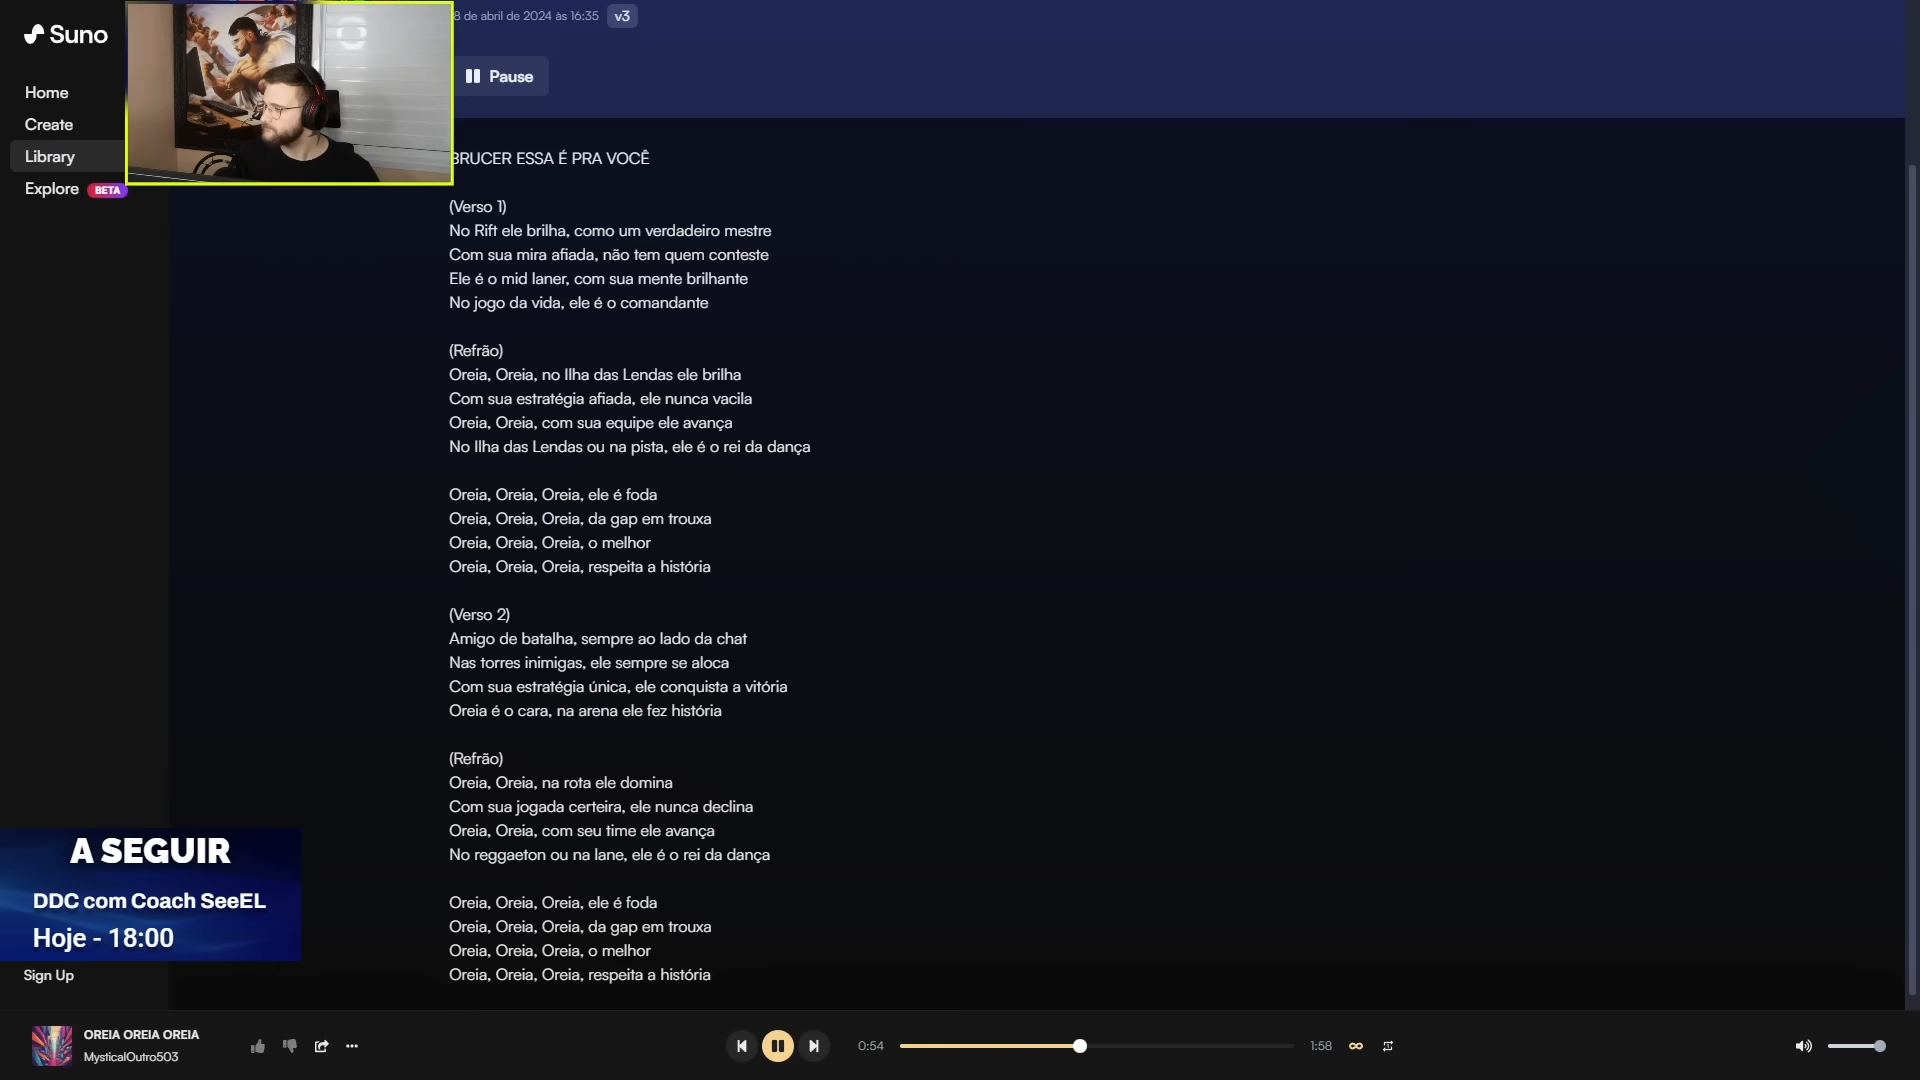 Suno
Home
Create
Library
Explore BETA
8 de abril de 2024 às 16:35 v3
Pause
BRUCER ESSA É PRA VOCÊ
(Verso 1)
No Rift ele brilha, como um verdadeiro mestre
Com sua mira afiada, não tem quem conteste
Ele é o mid laner, com sua mente brilhante
No jogo da vida, ele é o comandante
(Refrão)
Oreia, Oreia, no Ilha das Lendas ele brilha
Com sua estratégia afiada, ele nunca vacila
Oreia, Oreia, com sua equipe ele avança
No Ilha das Lendas ou na pista, ele é o rei da dança
Oreia, Oreia, Oreia, ele é foda
Oreia, Oreia, Oreia, da gap em trouxa
Oreia, Oreia, Oreia, o melhor
Oreia, Oreia, Oreia, respeita a história
(Verso 2)
Amigo de batalha, sempre ao lado da chat
Nas torres inimigas, ele sempre se aloca
Com sua estratégia única, ele conquista a vitória
Oreia é o cara, na arena ele fez história
(Refrão)
Oreia, Oreia, na rota ele domina
Com sua jogada certeira, ele nunca declina
Oreia, Oreia, com seu time ele avança
No reggaeton ou na lane, ele é o rei da dança
Oreia, Oreia, Oreia, ele é foda
Oreia, Oreia, Oreia, da gap em trouxa
Oreia, Oreia, Oreia, o melhor
Oreia, Oreia, Oreia, respeita a história
A SEGUIR
DDC com Coach SeeEL
Hoje - 18:00
Sign Up
OREIA OREIA OREIA
MysticalOutro503
0:54
1:58